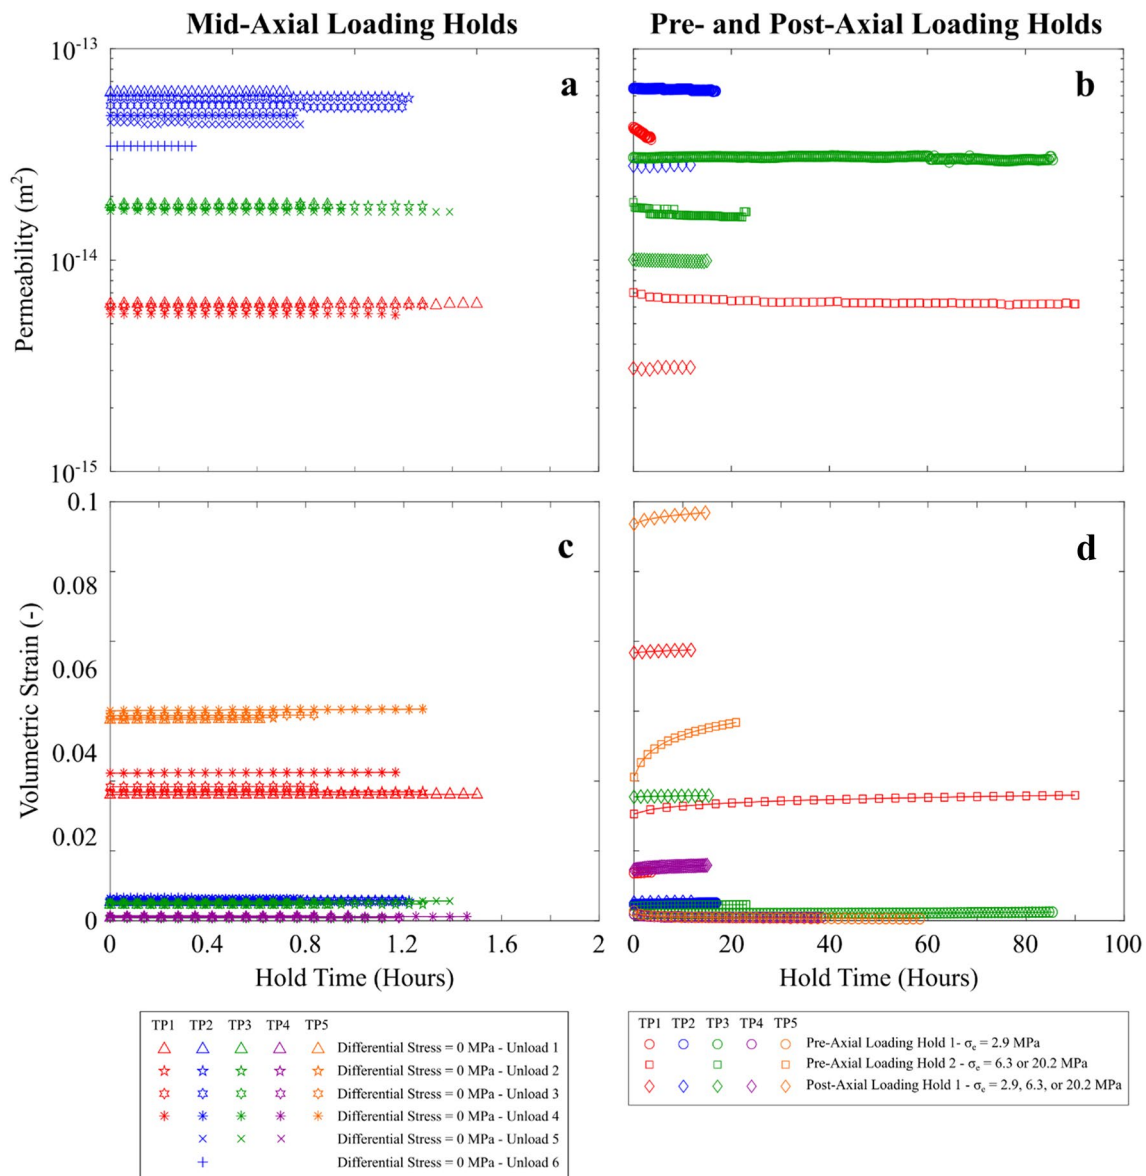 Mid-Axial Loading Holds
Pre- and Post-Axial Loading Holds
a
b
Permeability (m²)
10⁻¹³
10⁻¹⁴
10⁻¹⁵
c
d
Volumetric Strain (-)
0.1
0.08
0.06
0.04
0.02
0
0 0.4 0.8 1.2 1.6 2
0 20 40 60 80 100
Hold Time (Hours)
Hold Time (Hours)
TP1 TP2 TP3 TP4 TP5
Differential Stress = 0 MPa - Unload 1
Differential Stress = 0 MPa - Unload 2
Differential Stress = 0 MPa - Unload 3
Differential Stress = 0 MPa - Unload 4
Differential Stress = 0 MPa - Unload 5
Differential Stress = 0 MPa - Unload 6
TP1 TP2 TP3 TP4 TP5
Pre-Axial Loading Hold 1- σₑ = 2.9 MPa
Pre-Axial Loading Hold 2 - σₑ = 6.3 or 20.2 MPa
Post-Axial Loading Hold 1 - σₑ = 2.9, 6.3, or 20.2 MPa